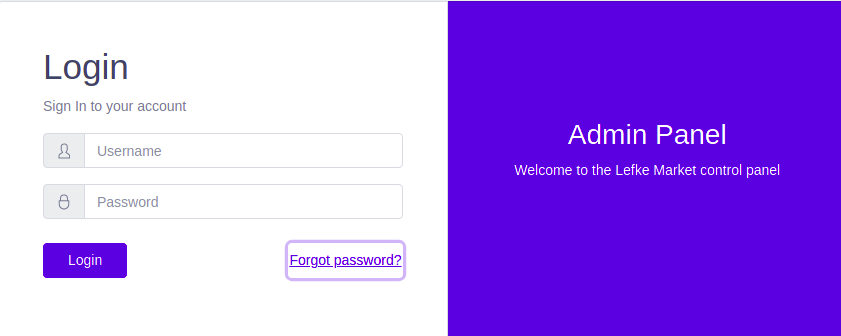 Login
Sign In to your account
Username
Password
Login
Forgot password?
Admin Panel
Welcome to the Lefke Market control panel